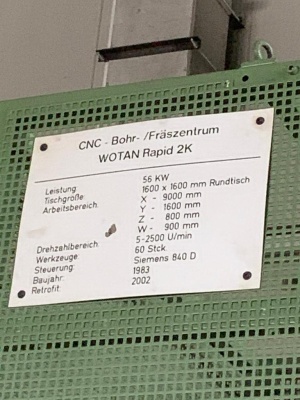 CNC - Bohr- /Fräszentrum
WOTAN Rapid 2K
Leistung 56 KW
Tischgröße: 1600 x 1600 mm Rundtisch
Arbeitsbereich: X - 9000 mm
Y - 1600 mm
Z - 800 mm
W - 900 mm
Drehzahlbereich: 5-2500 U/min
Werkzeuge: 60 Stck
Steuerung: Siemens 840 D
Baujahr: 1983
Retrofit: 2002